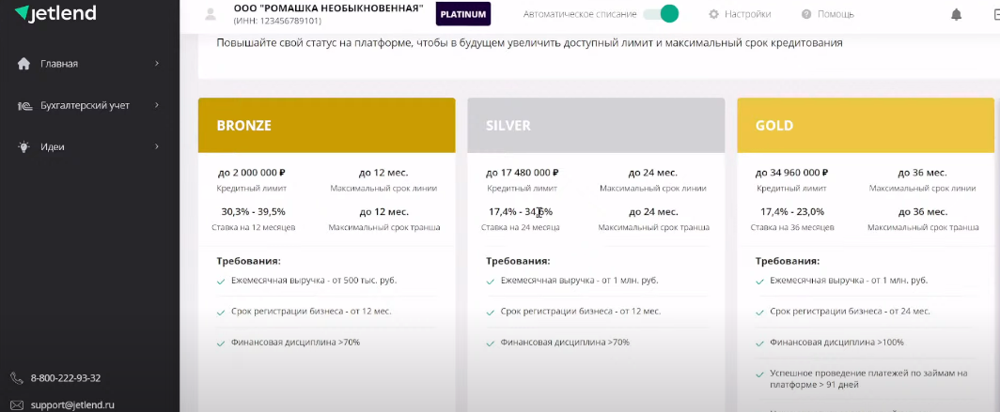 jetlend
ООО "РОМАШКА НЕОБЫКНОВЕННАЯ"
(ИНН: 123456789101)
PLATINUM
Автоматическое списание
Настройки
Помощь
Главная
Бухгалтерский учет
Идеи
8-800-222-93-32
support@jetlend.ru
Повышайте свой статус на платформе, чтобы в будущем увеличить доступный лимит и максимальный срок кредитования
BRONZE
до 2 000 000 ₽
до 12 мес.
Кредитный лимит
Максимальный срок линии
30,3% - 39,5%
до 12 мес.
Ставка на 12 месяцев
Максимальный срок транша
Требования:
Ежемесячная выручка - от 500 тыс. руб.
Срок регистрации бизнеса - от 12 мес.
Финансовая дисциплина >70%
SILVER
до 17 480 000 ₽
до 24 мес.
Кредитный лимит
Максимальный срок линии
17,4% - 34,6%
до 24 мес.
Ставка на 24 месяца
Максимальный срок транша
Требования:
Ежемесячная выручка - от 1 млн. руб.
Срок регистрации бизнеса - от 12 мес.
Финансовая дисциплина >70%
GOLD
до 34 960 000 ₽
до 36 мес.
Кредитный лимит
Максимальный срок линии
17,4% - 23,0%
до 36 мес.
Ставка на 36 месяцев
Максимальный срок транша
Требования:
Ежемесячная выручка - от 1 млн. руб.
Срок регистрации бизнеса - от 24 мес.
Финансовая дисциплина >100%
Успешное проведение платежей по займам на
платформе > 91 дней